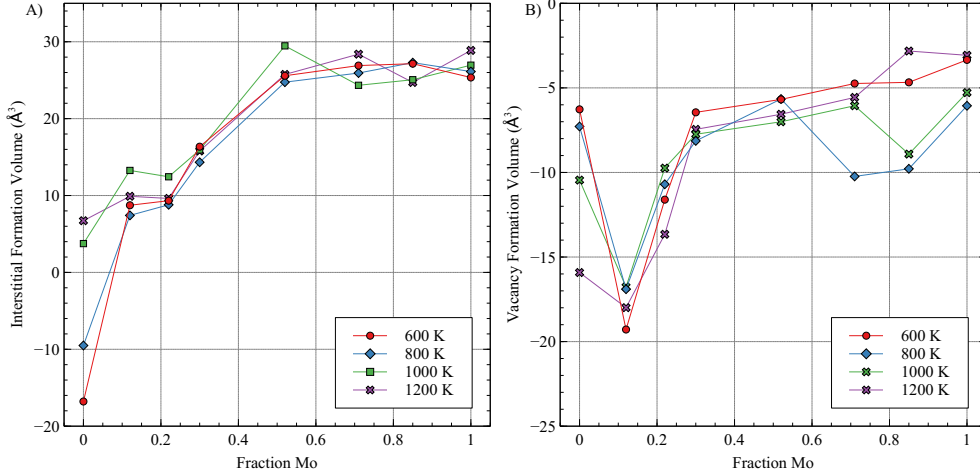 A)
Interstitial Formation Volume (Å³)
30
20
10
0
−10
−20
0
0.2
0.4
0.6
0.8
1
Fraction Mo
600 K
800 K
1000 K
1200 K
B)
Vacancy Formation Volume (Å³)
−0
−5
−10
−15
−20
−25
0
0.2
0.4
0.6
0.8
1
Fraction Mo
600 K
800 K
1000 K
1200 K